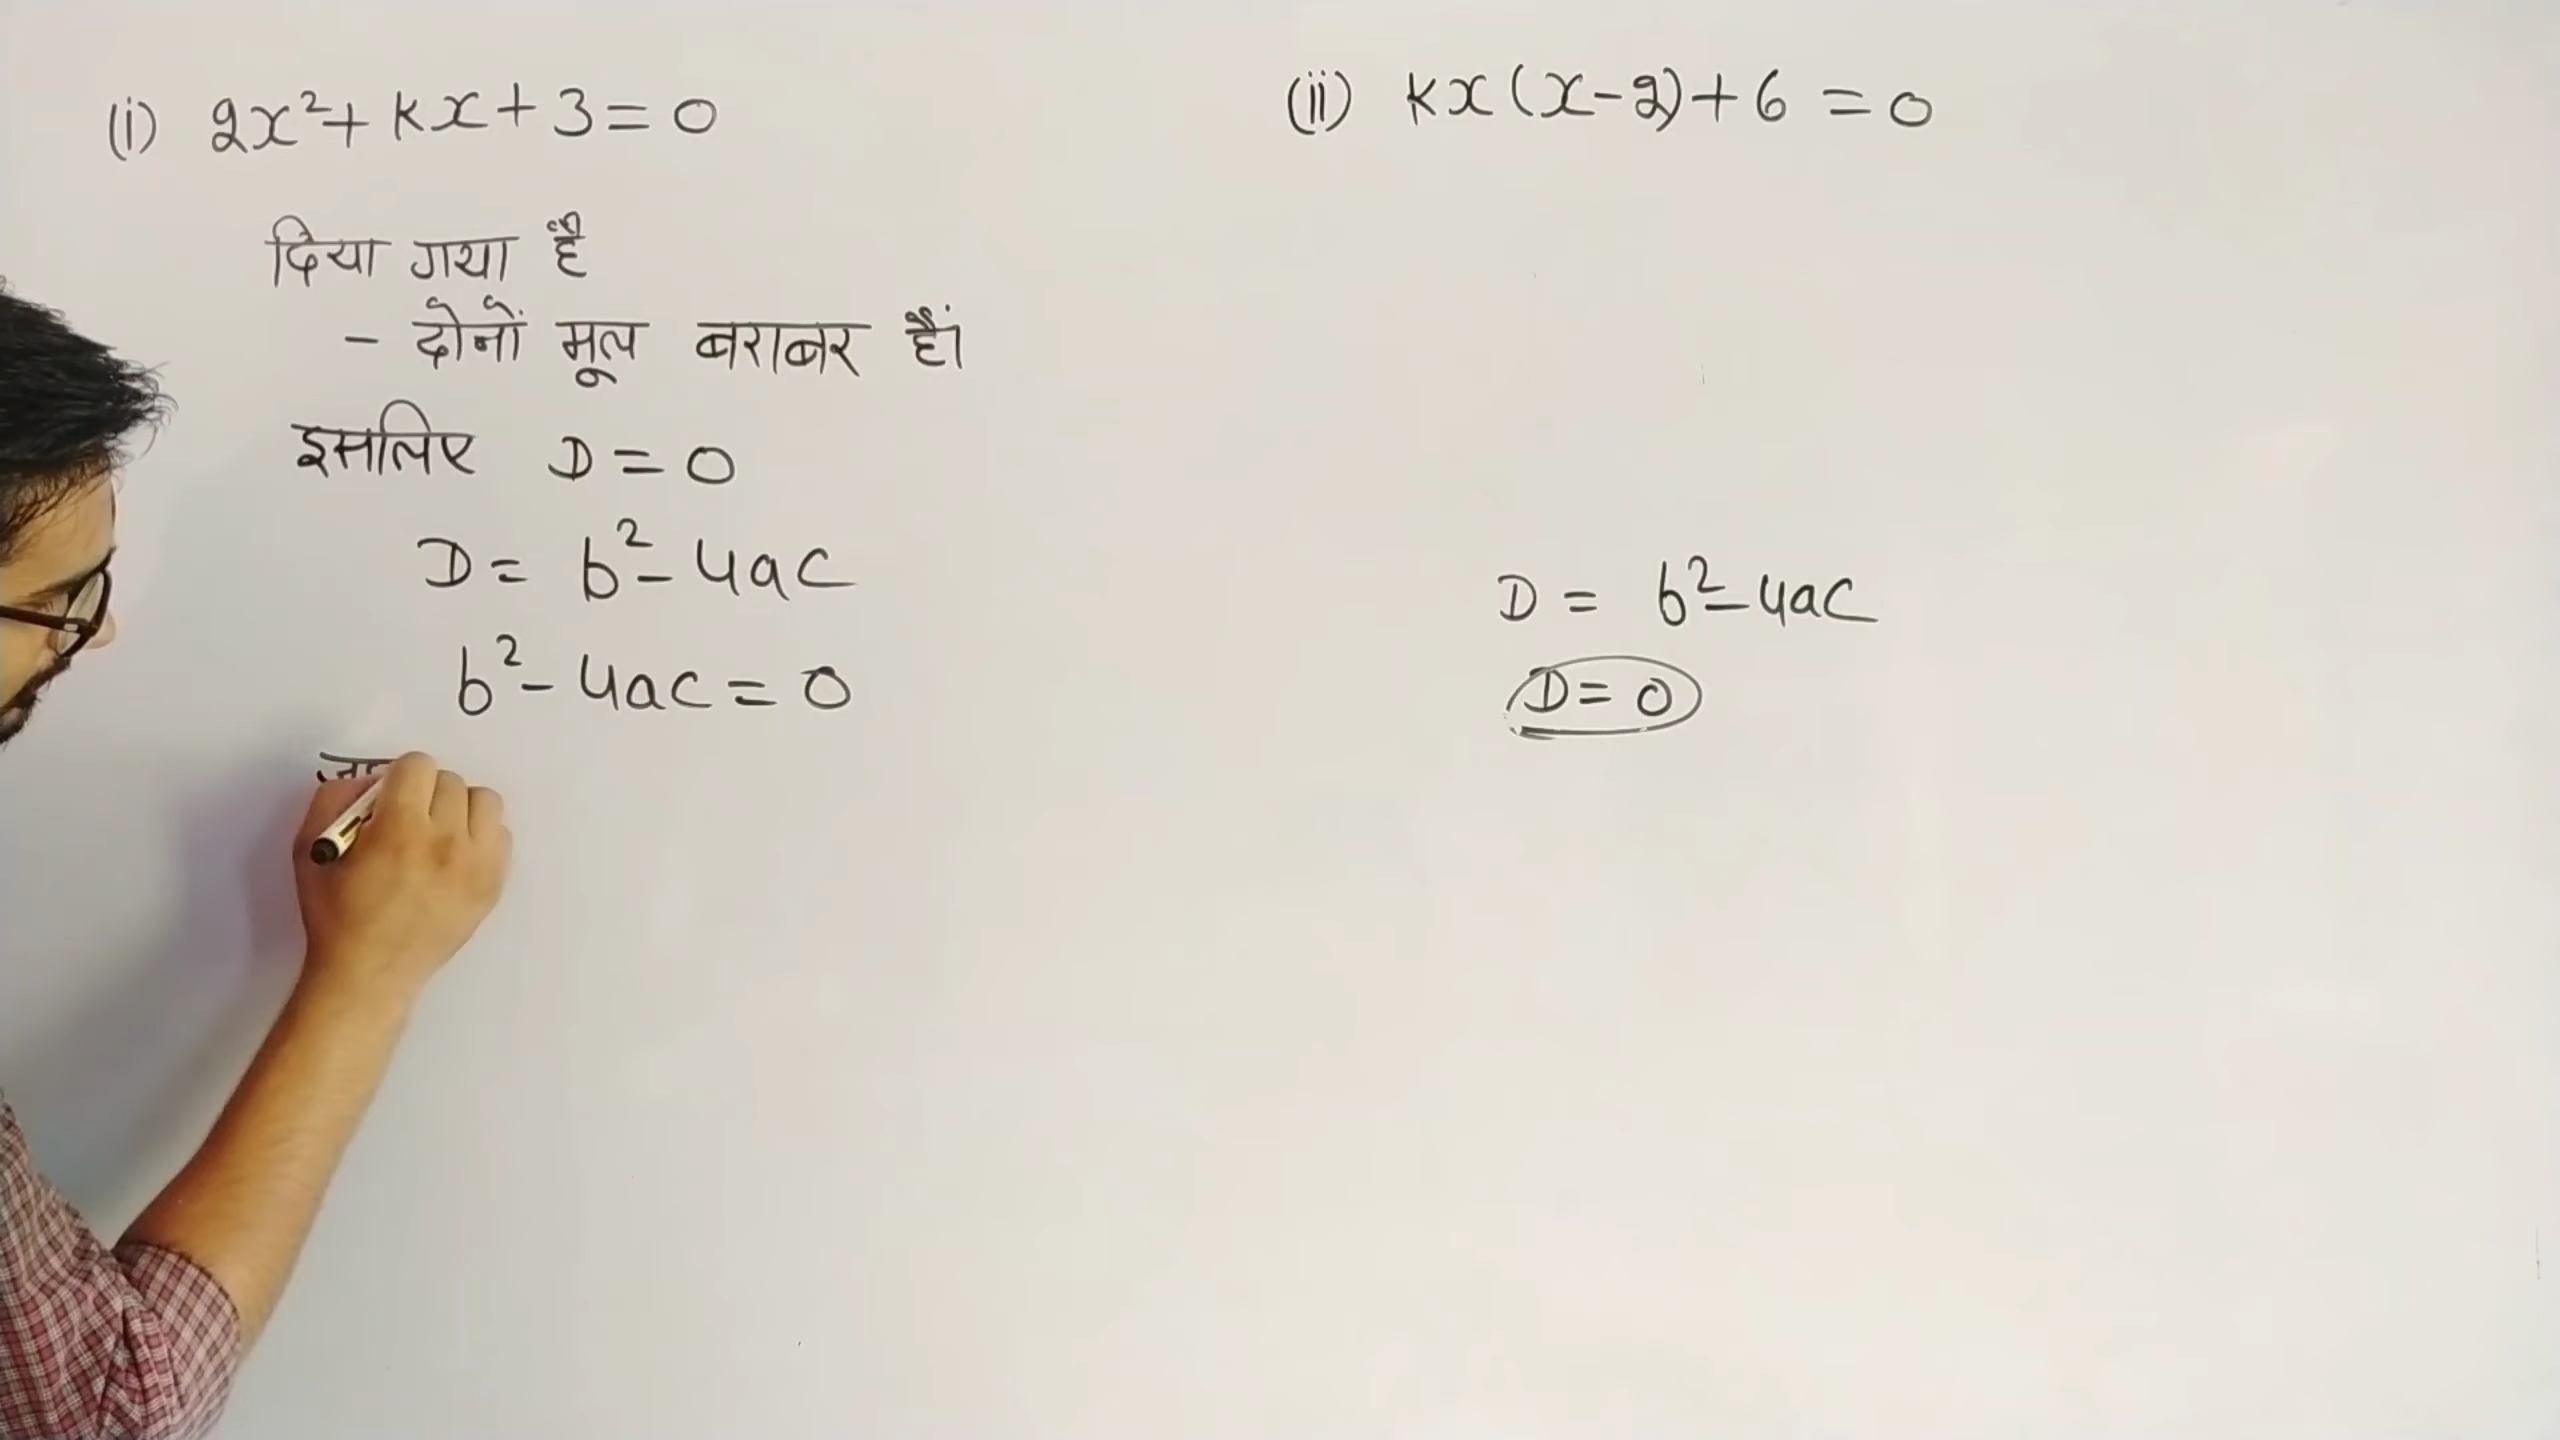 (i) 2x² + kx + 3 = 0
दिया गया है
- दोनों मूल बराबर हैं।
इसलिए D = 0
D = b² - 4ac
b² - 4ac = 0
(ii) kx(x-2) + 6 = 0
D = b² - 4ac
D = 0